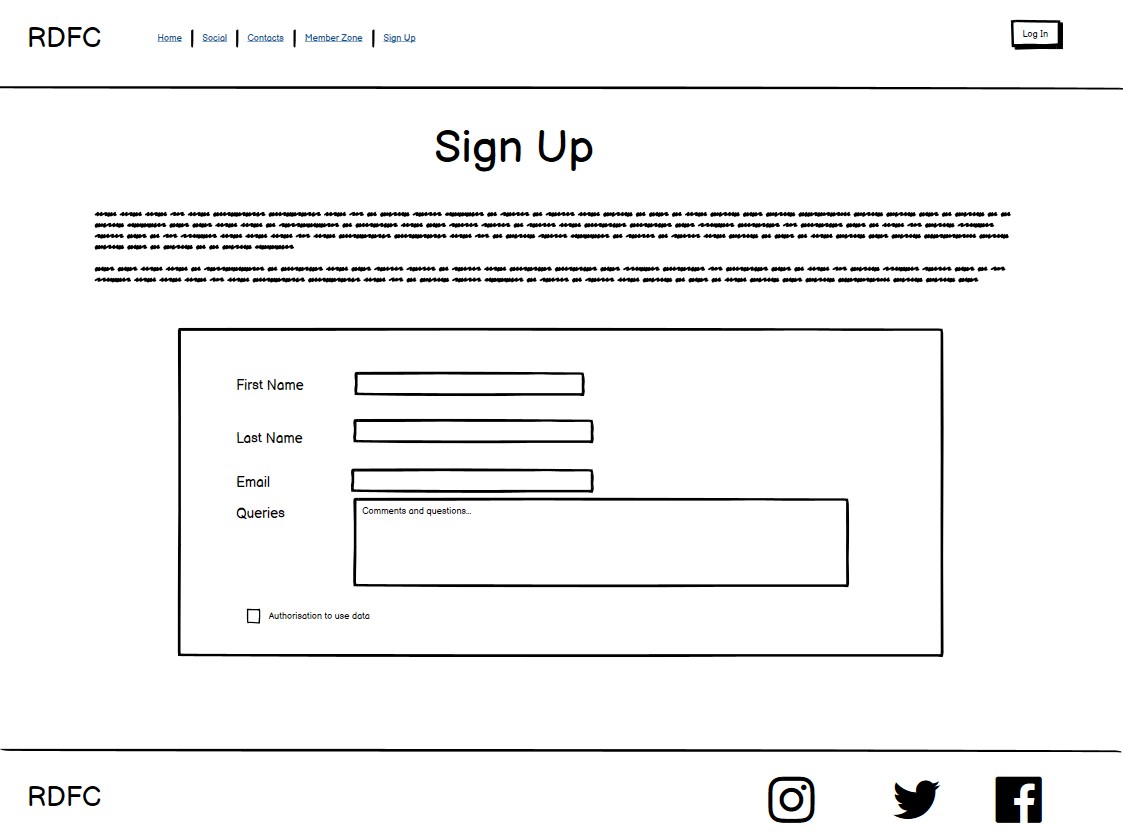 RDFC
Home
Social
Contacts
Member Zone
Sign Up
Log In
Sign Up
First Name
Last Name
Email
Queries
Comments and questions...
Authorisation to use data
RDFC